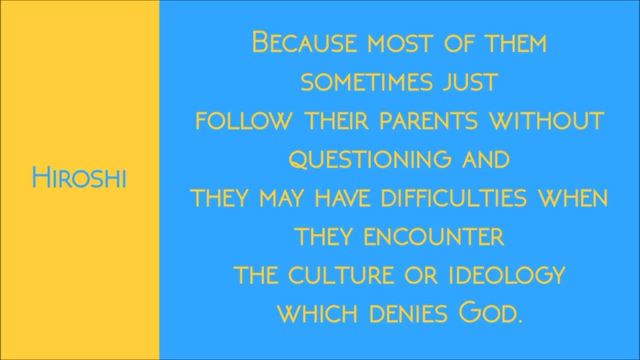 Hiroshi
Because most of them
sometimes just
follow their parents without
questioning and
they may have difficulties when
they encounter
the culture or ideology
which denies God.